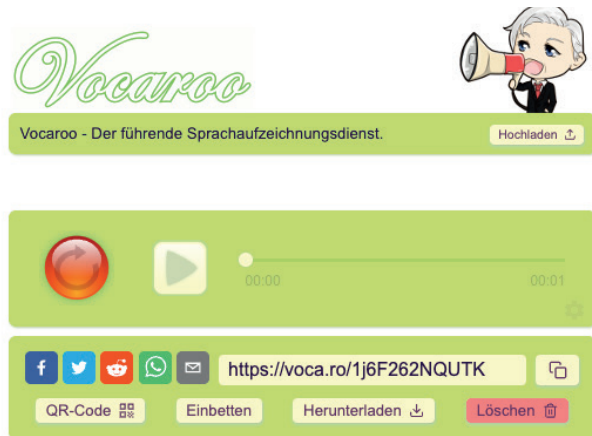 Vocaroo
Vocaroo - Der führende Sprachaufzeichnungsdienst.
Hochladen
00:00
00:01
https://voca.ro/1j6F262NQUTK
QR-Code
Einbetten
Herunterladen
Löschen